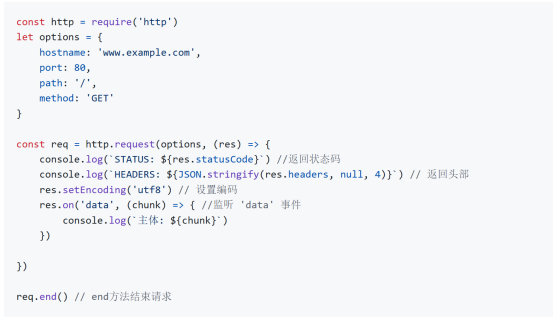 const http = require('http')
let options = {
    hostname: 'www.example.com',
    port: 80,
    path: '/',
    method: 'GET'
}
const req = http.request(options, (res) => {
    console.log(`STATUS: ${res.statusCode}`) //返回状态码
    console.log(`HEADERS: ${JSON.stringify(res.headers, null, 4)}`) // 返回头部
    res.setEncoding('utf8') // 设置编码
    res.on('data', (chunk) => { //监听 'data' 事件
        console.log(`主体: ${chunk}`)
    })
})
req.end() // end方法结束请求